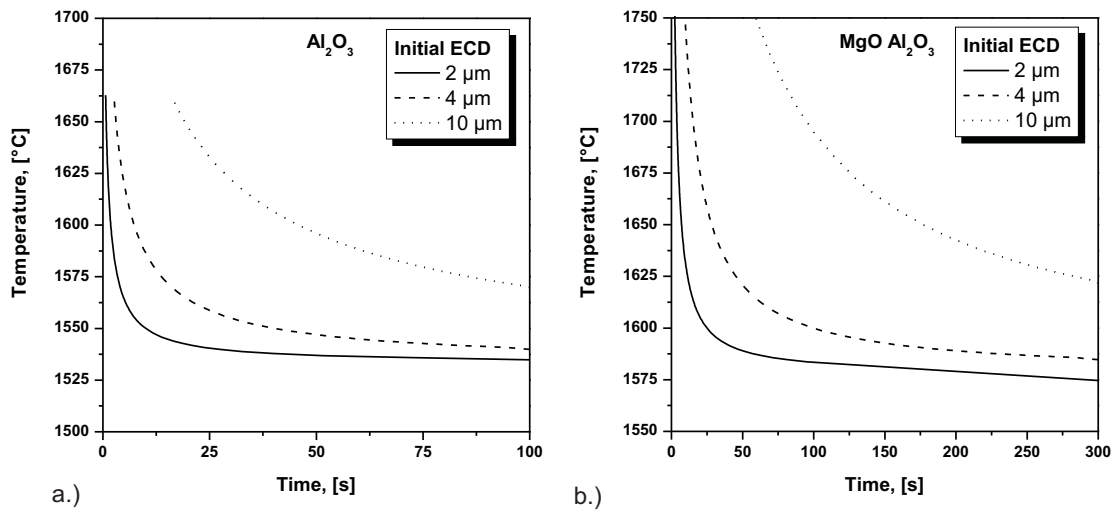 Al₂O₃
Initial ECD
2 µm
4 µm
10 µm
1700
1675
1650
1625
1600
1575
1550
1525
1500
Temperature, [°C]
0 25 50 75 100
Time, [s]
a.)
MgO Al₂O₃
Initial ECD
2 µm
4 µm
10 µm
1750
1725
1700
1675
1650
1625
1600
1575
1550
Temperature, [°C]
0 50 100 150 200 250 300
Time, [s]
b.)